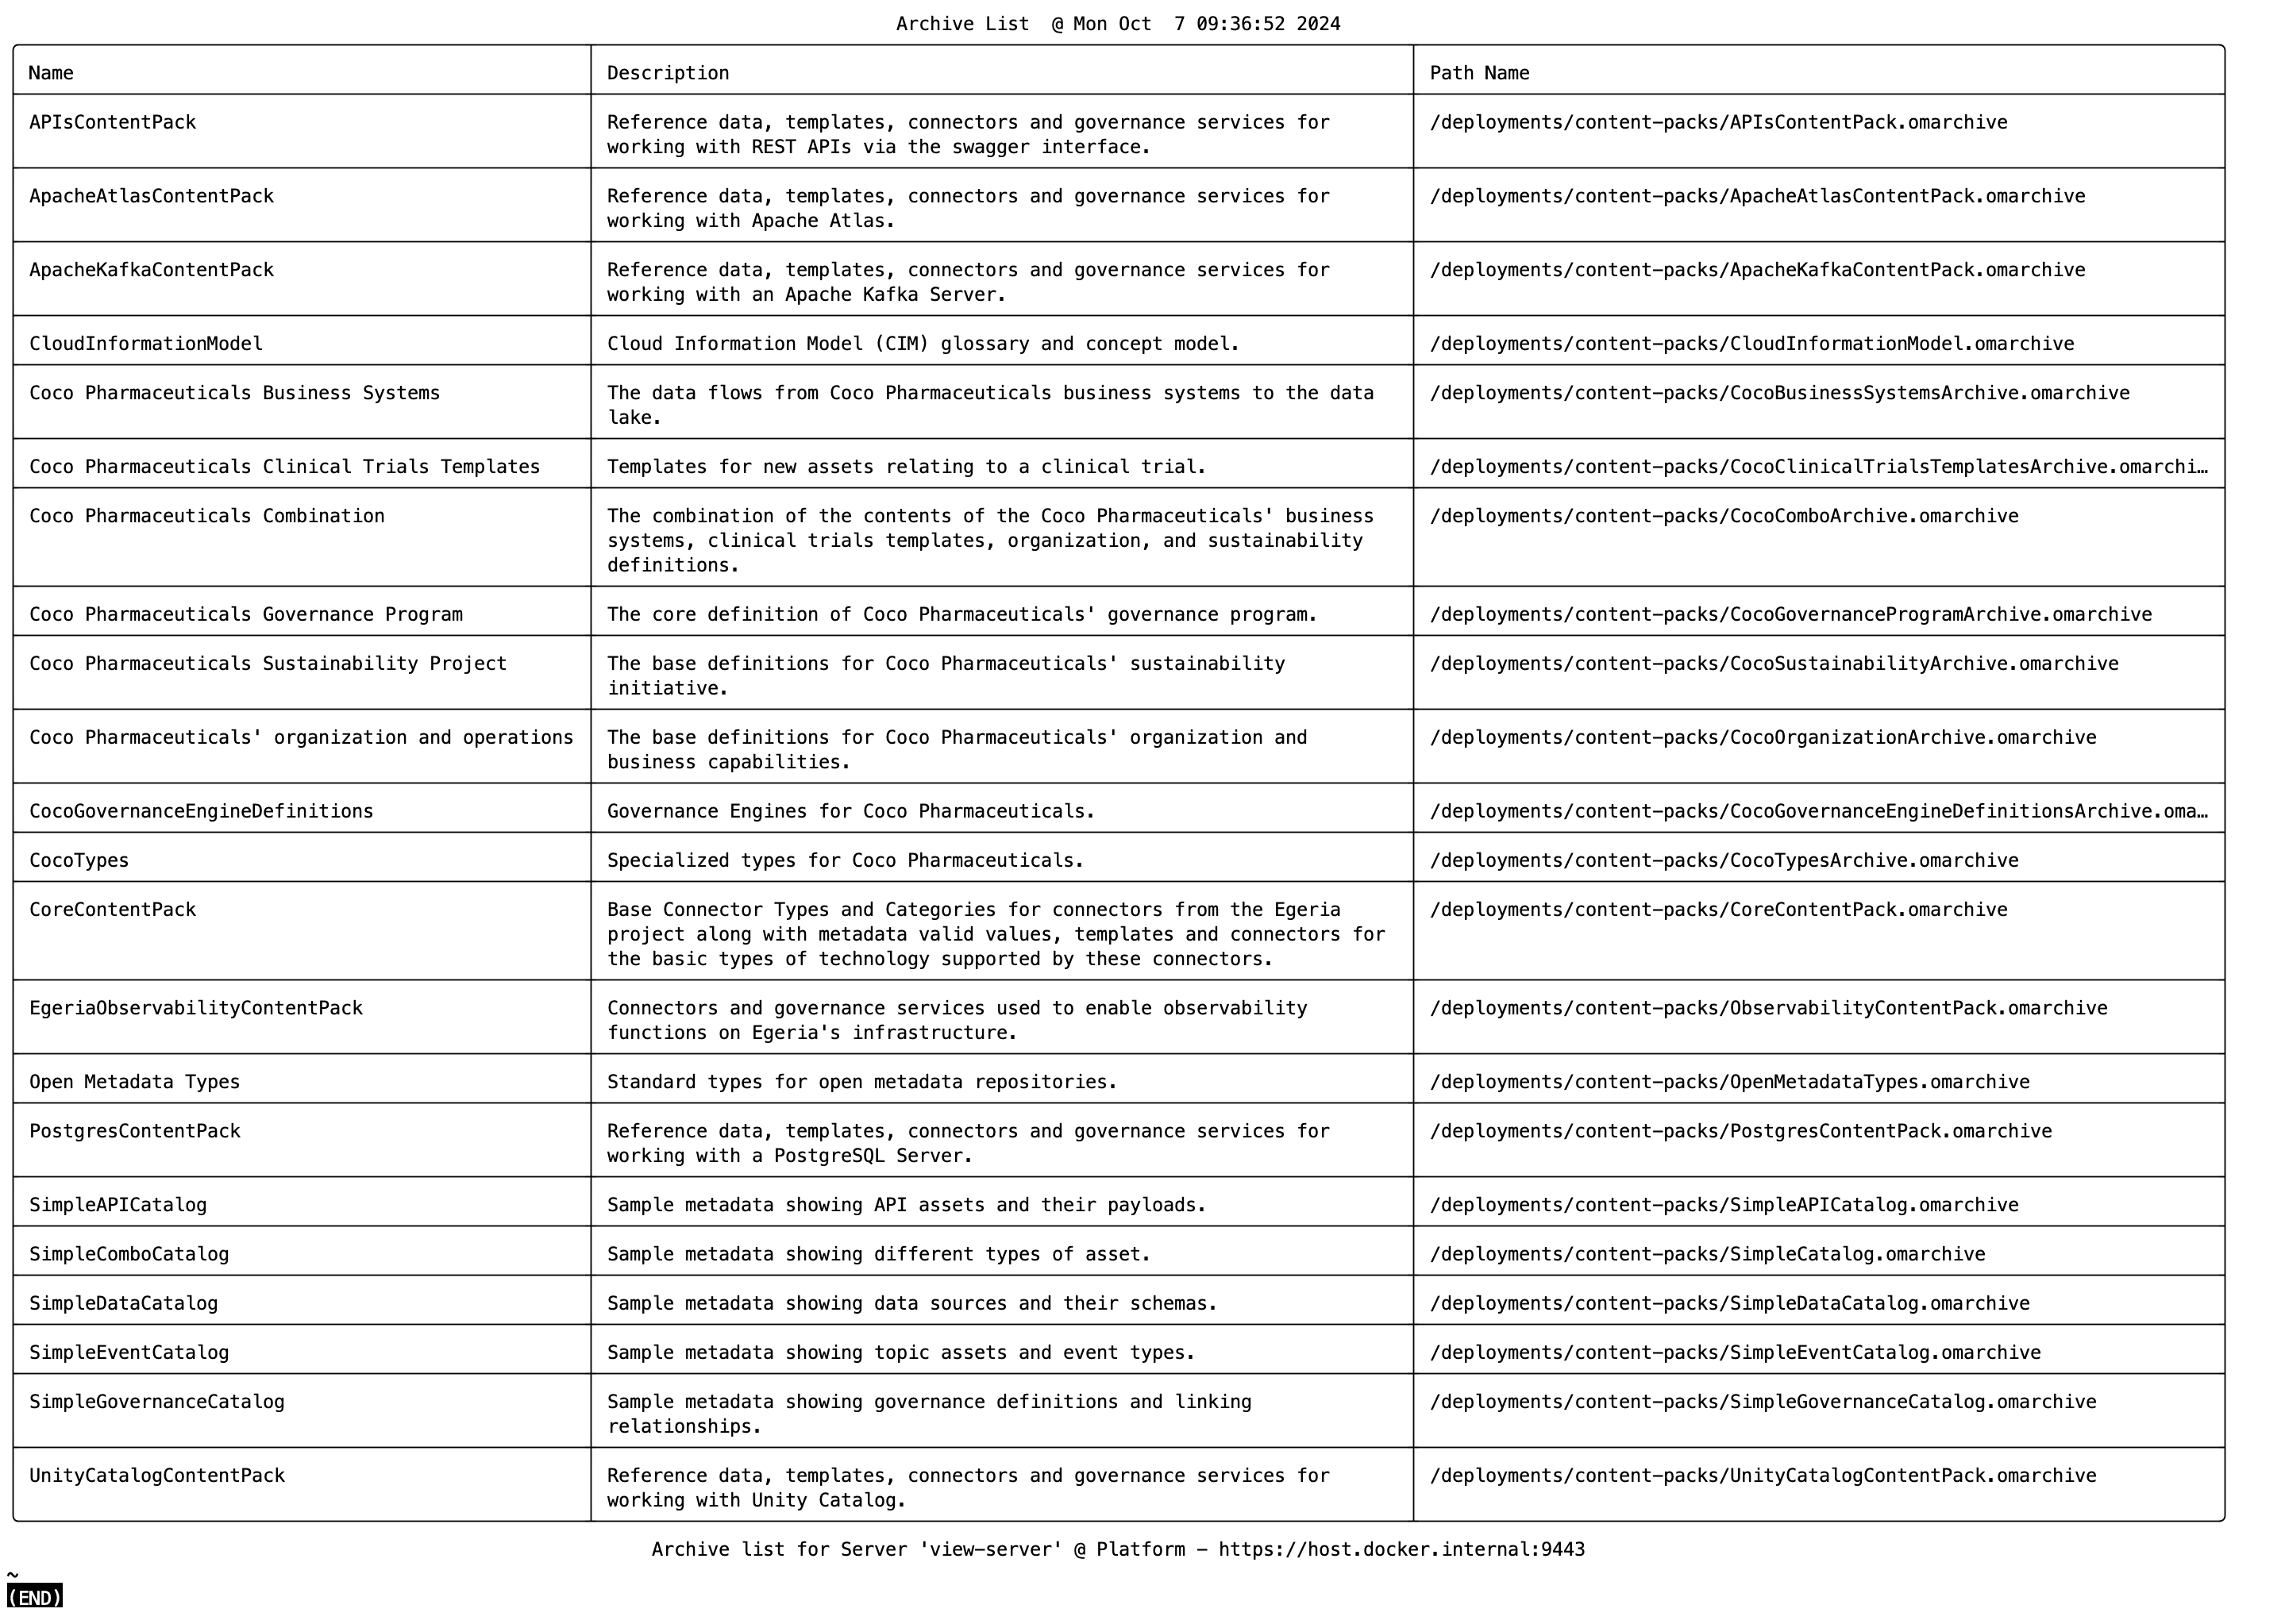 Archive List  @ Mon Oct  7 09:36:52 2024
Name Description Path Name
APIsContentPack Reference data, templates, connectors and governance services for /deployments/content-packs/APIsContentPack.omarchive
working with REST APIs via the swagger interface.
ApacheAtlasContentPack Reference data, templates, connectors and governance services for /deployments/content-packs/ApacheAtlasContentPack.omarchive
working with Apache Atlas.
ApacheKafkaContentPack Reference data, templates, connectors and governance services for /deployments/content-packs/ApacheKafkaContentPack.omarchive
working with an Apache Kafka Server.
CloudInformationModel Cloud Information Model (CIM) glossary and concept model. /deployments/content-packs/CloudInformationModel.omarchive
Coco Pharmaceuticals Business Systems The data flows from Coco Pharmaceuticals business systems to the data /deployments/content-packs/CocoBusinessSystemsArchive.omarchive
lake.
Coco Pharmaceuticals Clinical Trials Templates Templates for new assets relating to a clinical trial. /deployments/content-packs/CocoClinicalTrialsTemplatesArchive.omarchi…
Coco Pharmaceuticals Combination The combination of the contents of the Coco Pharmaceuticals' business /deployments/content-packs/CocoComboArchive.omarchive
systems, clinical trials templates, organization, and sustainability
definitions.
Coco Pharmaceuticals Governance Program The core definition of Coco Pharmaceuticals' governance program. /deployments/content-packs/CocoGovernanceProgramArchive.omarchive
Coco Pharmaceuticals Sustainability Project The base definitions for Coco Pharmaceuticals' sustainability /deployments/content-packs/CocoSustainabilityArchive.omarchive
initiative.
Coco Pharmaceuticals' organization and operations The base definitions for Coco Pharmaceuticals' organization and /deployments/content-packs/CocoOrganizationArchive.omarchive
business capabilities.
CocoGovernanceEngineDefinitions Governance Engines for Coco Pharmaceuticals. /deployments/content-packs/CocoGovernanceEngineDefinitionsArchive.oma…
CocoTypes Specialized types for Coco Pharmaceuticals. /deployments/content-packs/CocoTypesArchive.omarchive
CoreContentPack Base Connector Types and Categories for connectors from the Egeria /deployments/content-packs/CoreContentPack.omarchive
project along with metadata valid values, templates and connectors for
the basic types of technology supported by these connectors.
EgeriaObservabilityContentPack Connectors and governance services used to enable observability /deployments/content-packs/ObservabilityContentPack.omarchive
functions on Egeria's infrastructure.
Open Metadata Types Standard types for open metadata repositories. /deployments/content-packs/OpenMetadataTypes.omarchive
PostgresContentPack Reference data, templates, connectors and governance services for /deployments/content-packs/PostgresContentPack.omarchive
working with a PostgreSQL Server.
SimpleAPICatalog Sample metadata showing API assets and their payloads. /deployments/content-packs/SimpleAPICatalog.omarchive
SimpleComboCatalog Sample metadata showing different types of asset. /deployments/content-packs/SimpleCatalog.omarchive
SimpleDataCatalog Sample metadata showing data sources and their schemas. /deployments/content-packs/SimpleDataCatalog.omarchive
SimpleEventCatalog Sample metadata showing topic assets and event types. /deployments/content-packs/SimpleEventCatalog.omarchive
SimpleGovernanceCatalog Sample metadata showing governance definitions and linking /deployments/content-packs/SimpleGovernanceCatalog.omarchive
relationships.
UnityCatalogContentPack Reference data, templates, connectors and governance services for /deployments/content-packs/UnityCatalogContentPack.omarchive
working with Unity Catalog.
Archive list for Server 'view-server' @ Platform - https://host.docker.internal:9443
~
(END)